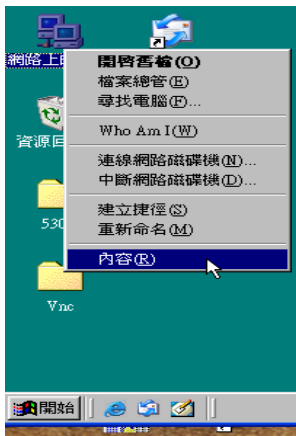 網路上
開啓舊檔(O)
檔案總管(E)
尋找電腦(F)...
Who Am I(W)
資源回
連線網路磁碟機(N)...
中斷網路磁碟機(D)...
建立捷徑(S)
重新命名(M)
530
內容(R)
Vnc
開始